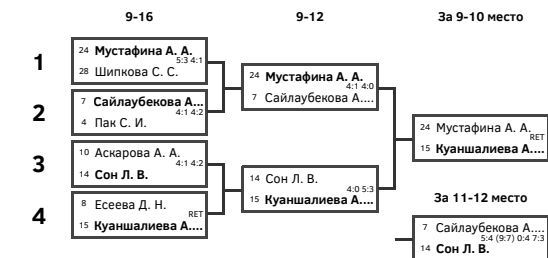 9-16
9-12
За 9-10 место
1
24 Мустафина А. А.
5:3 4:1
28 Шипкова С. С.
2
7 Сайлаубекова А...
4:1 4:2
4 Пак С. И.
3
10 Аскарова А. А.
4:1 4:2
14 Сон Л. В.
4
8 Есеева Д. Н.
RET
15 Куаншалиева А....
24 Мустафина А. А.
4:1 4:0
7 Сайлаубекова А....
14 Сон Л. В.
4:0 5:3
15 Куаншалиева А....
24 Мустафина А. А.
RET
15 Куаншалиева А....
За 11-12 место
7 Сайлаубекова А....
5:4 (9:7) 0:4 7:3
14 Сон Л. В.